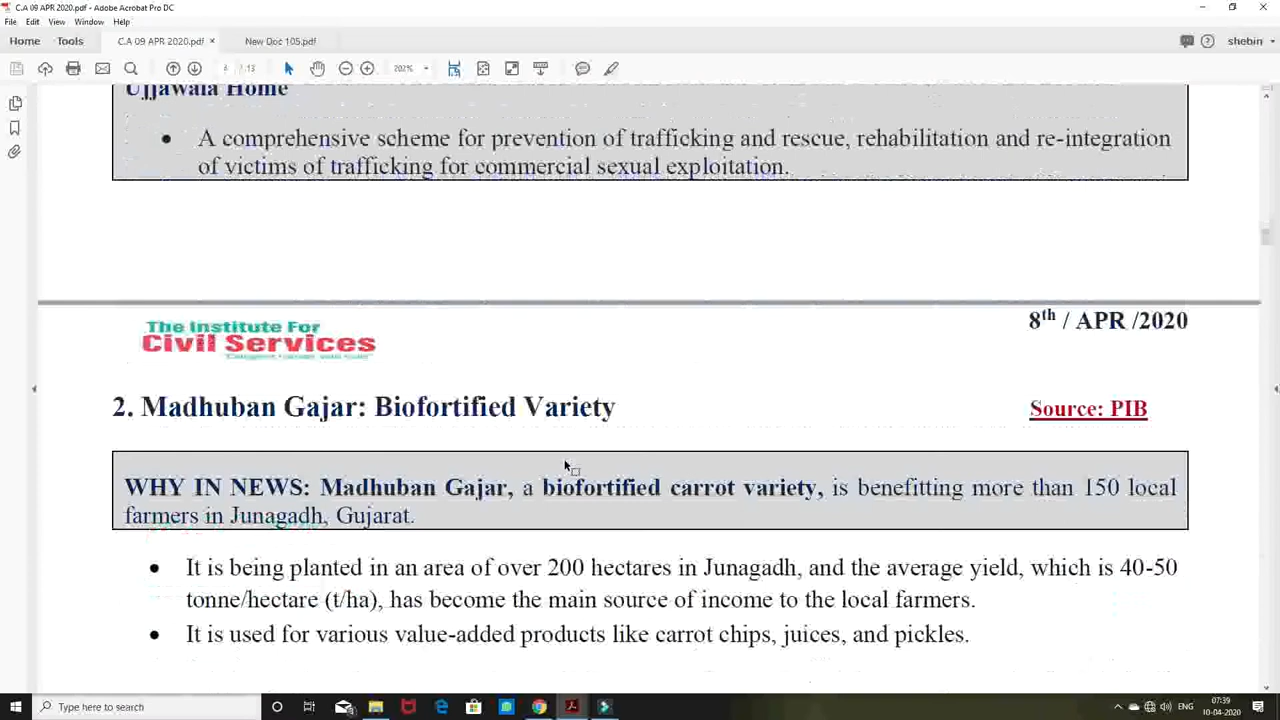 C.A 09 APR 2020.pdf - Adobe Acrobat Pro DC
File Edit View Window Help
Home Tools C.A 09 APR 2020.pdf × New Doc 105.pdf shebin
202%
Ujjawala Home
• A comprehensive scheme for prevention of trafficking and rescue, rehabilitation and re-integration
of victims of trafficking for commercial sexual exploitation.
8th / APR /2020
The Institute For
Civil Services
2. Madhuban Gajar: Biofortified Variety Source: PIB
WHY IN NEWS: Madhuban Gajar, a biofortified carrot variety, is benefitting more than 150 local
farmers in Junagadh, Gujarat.
• It is being planted in an area of over 200 hectares in Junagadh, and the average yield, which is 40-50
tonne/hectare (t/ha), has become the main source of income to the local farmers.
• It is used for various value-added products like carrot chips, juices, and pickles.
Type here to search
ENG
07:39
10-04-2020